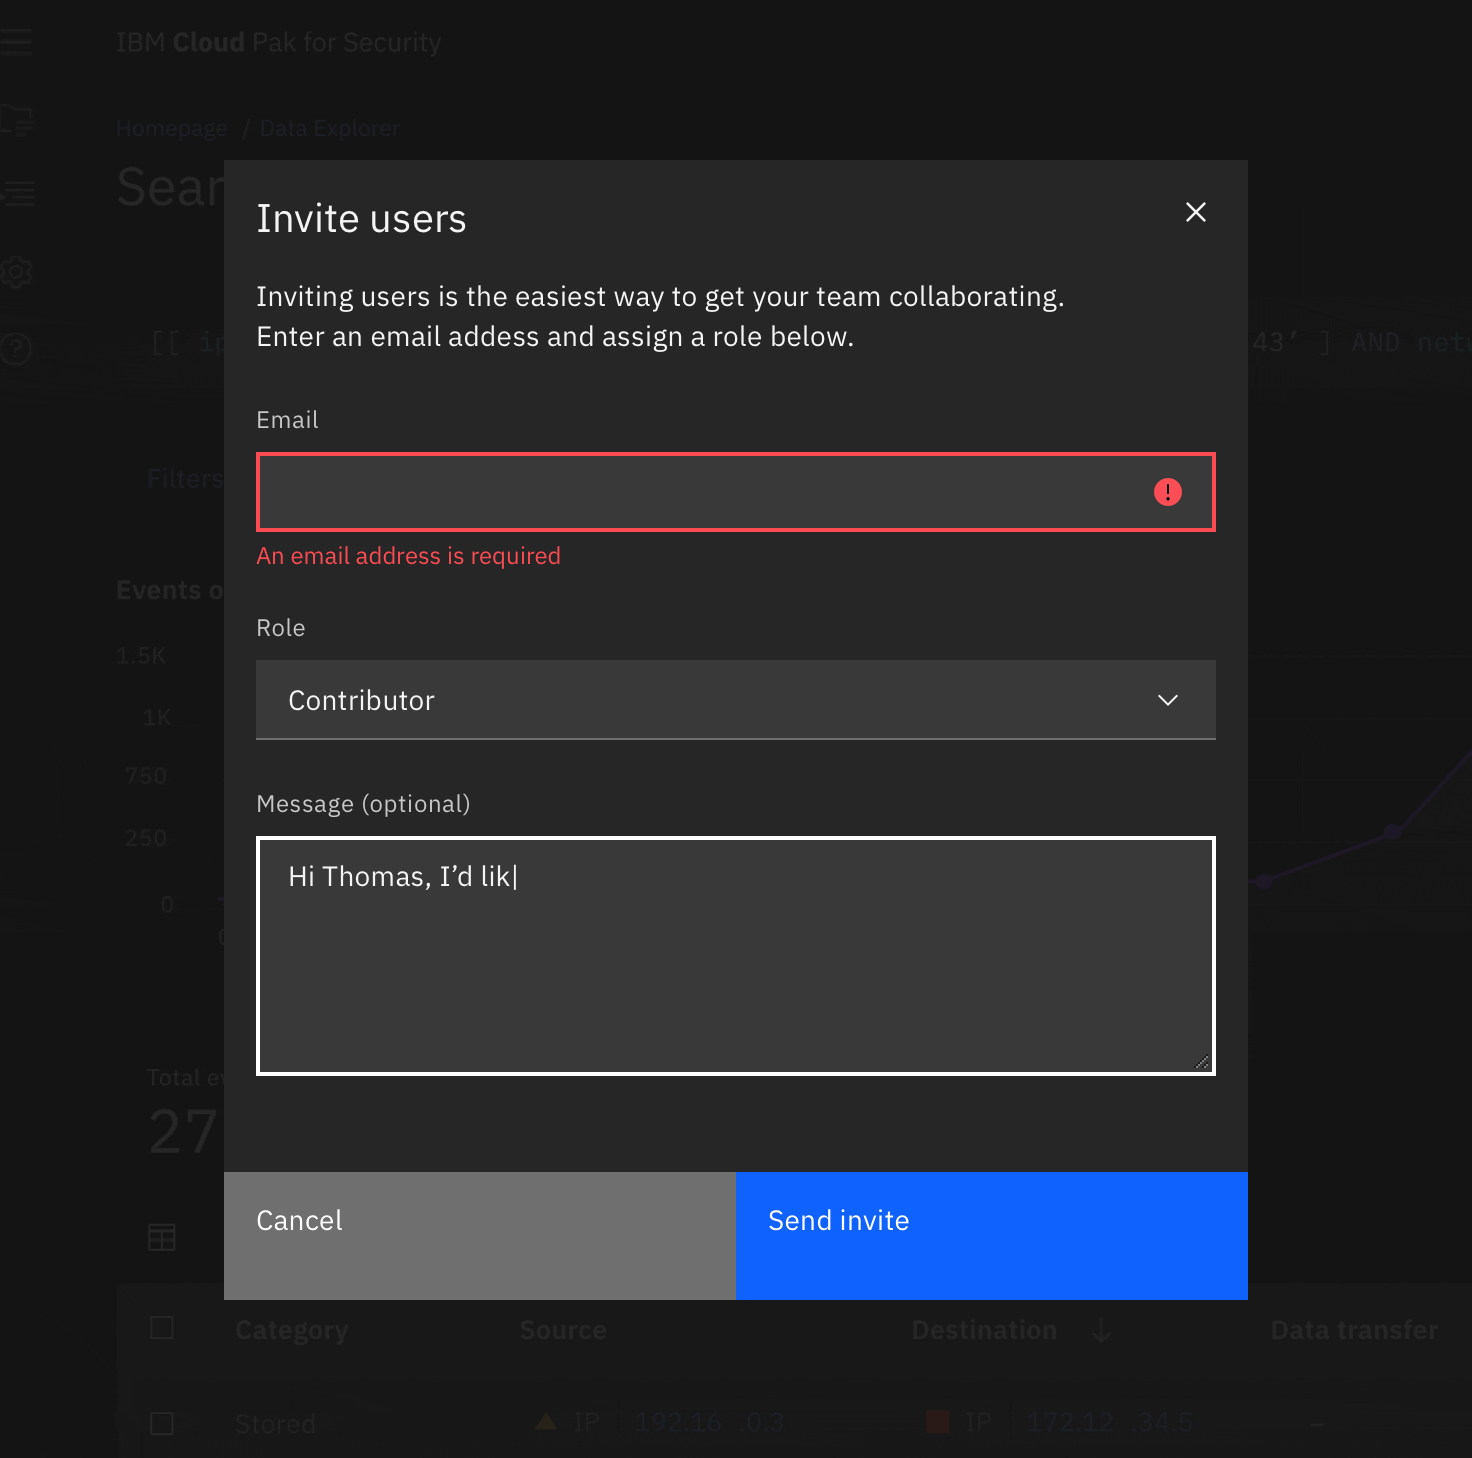 IBM Cloud Pak for Security
Homepage / Data Explorer
Sear
Invite users
Inviting users is the easiest way to get your team collaborating.
Enter an email addess and assign a role below.
[[ ip
43’ ] AND netw
Email
Filters
An email address is required
Events o
Role
1.5K
Contributor
1K
750
Message (optional)
250
Hi Thomas, I’d lik
0
Total ev
27
Cancel
Send invite
Category Source Destination Data transfer
Stored IP 192.16 .0.3 IP 172.12 .34.5 –